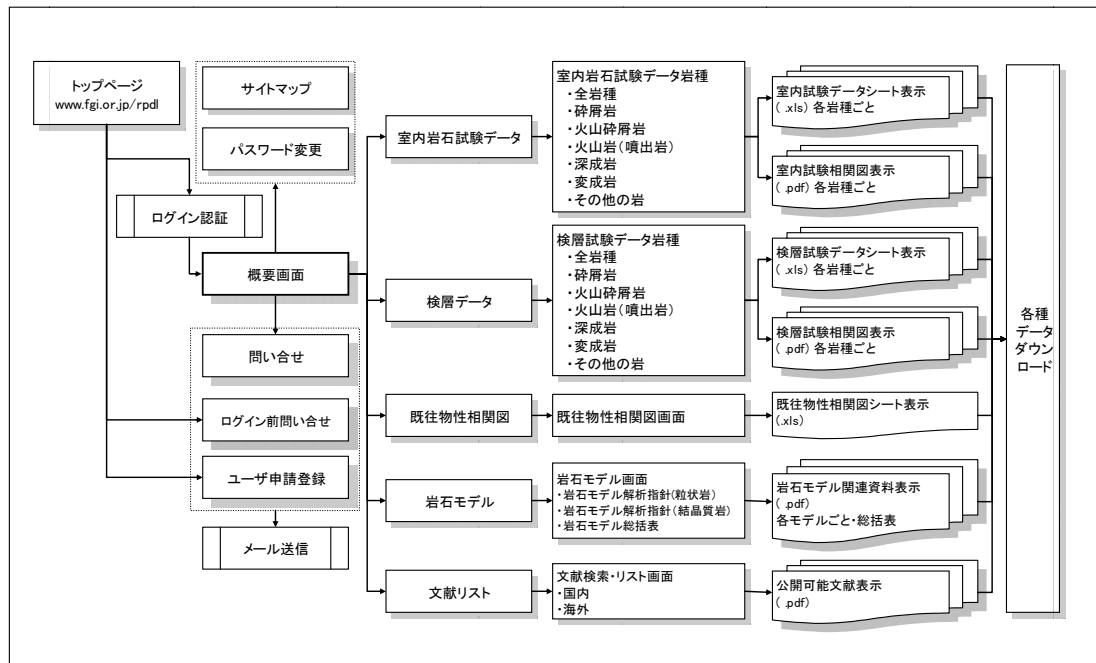 トップページ
www.fgi.or.jp/rpdl
サイトマップ
パスワード変更
ログイン認証
概要画面
問い合せ
ログイン前問い合せ
ユーザ申請登録
メール送信
室内岩石試験データ
検層データ
既往物性相関図
岩石モデル
文献リスト
室内岩石試験データ岩種
・全岩種
・砕屑岩
・火山砕屑岩
・火山岩(噴出岩)
・深成岩
・変成岩
・その他の岩
検層試験データ岩種
・全岩種
・砕屑岩
・火山砕屑岩
・火山岩(噴出岩)
・深成岩
・変成岩
・その他の岩
既往物性相関図画面
岩石モデル画面
・岩石モデル解析指針(粒状岩)
・岩石モデル解析指針(結晶質岩)
・岩石モデル総括表
文献検索・リスト画面
・国内
・海外
室内試験データシート表示
( .xls) 各岩種ごと
室内試験相関図表示
( .pdf) 各岩種ごと
検層試験データシート表示
( .xls) 各岩種ごと
検層試験相関図表示
( .pdf) 各岩種ごと
既往物性相関図シート表示
(.xls)
岩石モデル関連資料表示
( .pdf)
各モデルごと・総括表
公開可能文献表示
( .pdf)
各種
データ
ダウン
ロード